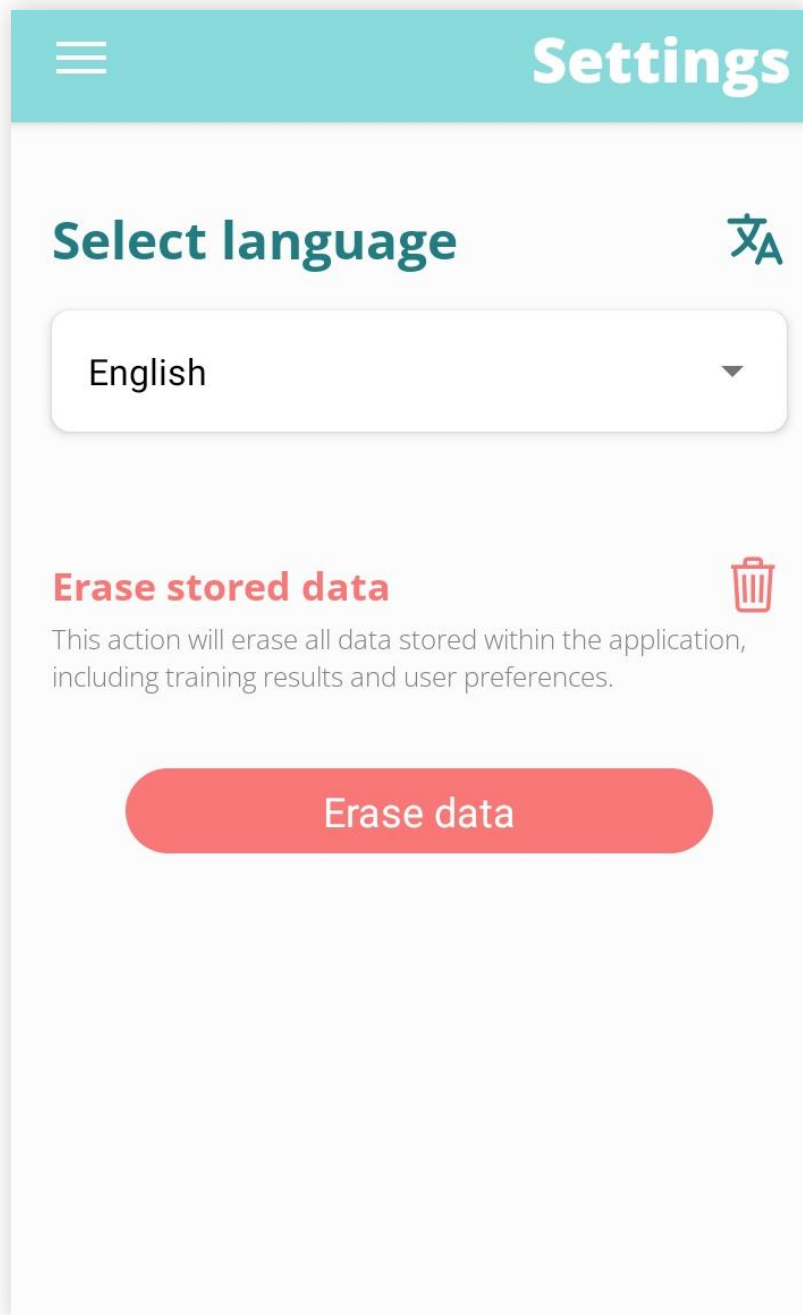 Settings
Select language
English
Erase stored data
This action will erase all data stored within the application,
including training results and user preferences.
Erase data